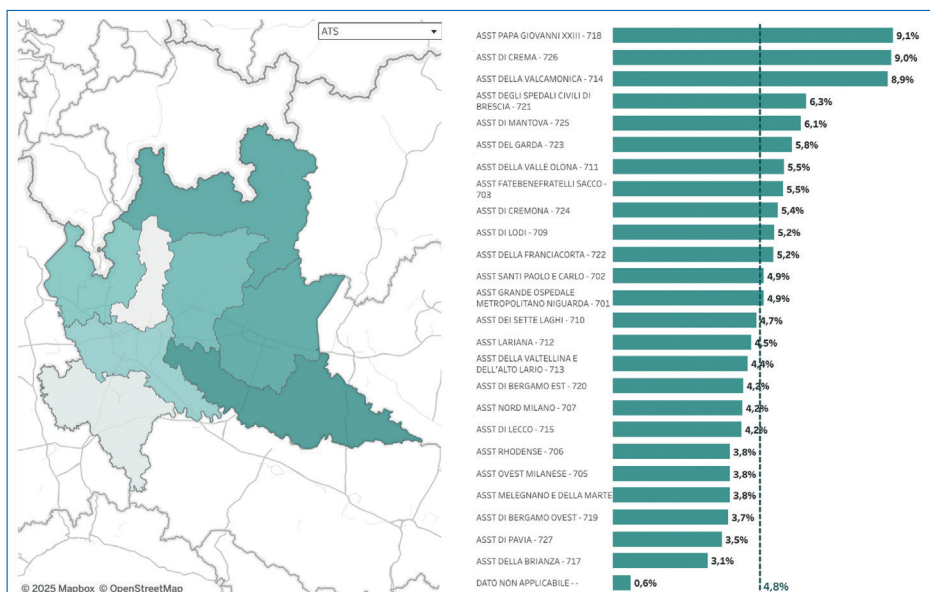 ATS
ASST PAPA GIOVANNI XXIII - 718
9,1%
ASST DI CREMA - 726
9,0%
ASST DELLA VALCAMONICA - 714
8,9%
ASST DEGLI SPEDALI CIVILI DI
BRESCIA - 721
6,3%
ASST DI MANTOVA - 725
6,1%
ASST DEL GARDA - 723
5,8%
ASST DELLA VALLE OLONA - 711
5,5%
ASST FATEBENEFRATELLI SACCO -
703
5,5%
ASST DI CREMONA - 724
5,4%
ASST DI LODI - 709
5,2%
ASST DELLA FRANCIACORTA - 722
5,2%
ASST SANTI PAOLO E CARLO - 702
4,9%
ASST GRANDE OSPEDALE
METROPOLITANO NIGUARDA - 701
4,9%
ASST DEI SETTE LAGHI - 710
4,7%
ASST LARIANA - 712
4,5%
ASST DELLA VALTELLINA E
DELL'ALTO LARIO - 713
4,4%
ASST DI BERGAMO EST - 720
4,2%
ASST NORD MILANO - 707
4,2%
ASST DI LECCO - 715
4,2%
ASST RHODENSE - 706
3,8%
ASST OVEST MILANESE - 705
3,8%
ASST MELEGNANO E DELLA MARTE
3,8%
ASST DI BERGAMO OVEST - 719
3,7%
ASST DI PAVIA - 727
3,5%
ASST DELLA BRIANZA - 717
3,1%
DATO NON APPLICABILE - -
0,6%
4,8%
© 2025 Mapbox © OpenStreetMap